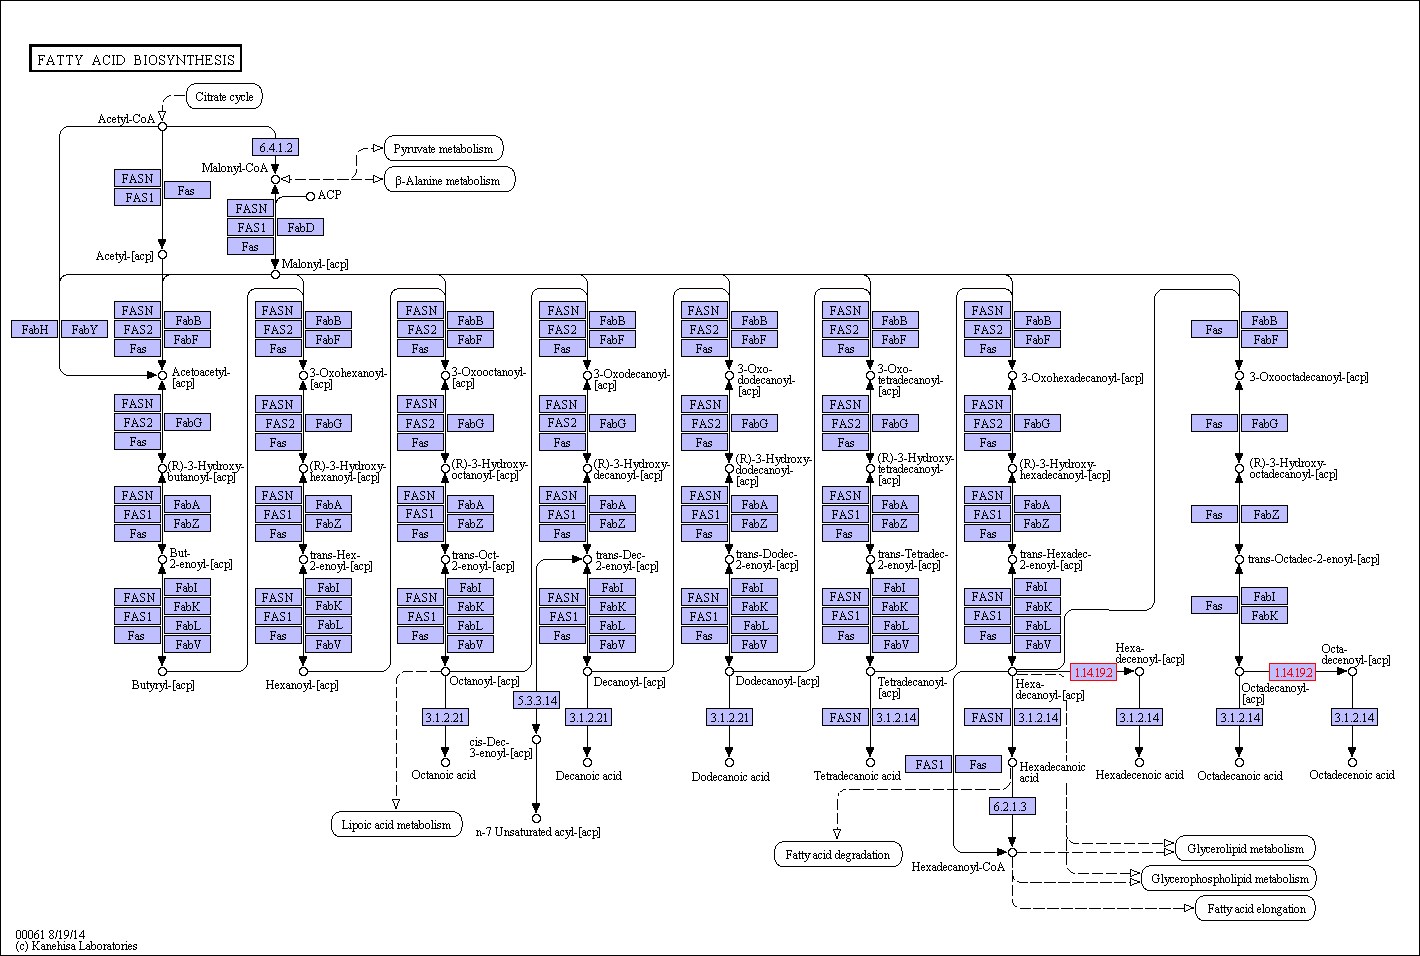 FATTY ACID BIOSYNTHESIS
Citrate cycle
Acetyl-CoA
6.4.1.2
Pyruvate metabolism
Malonyl-CoA
β-Alanine metabolism
FASN
FAS1
Fas
ACP
FASN
FAS1
Fas
FabD
Acetyl-[acp]
Malonyl-[acp]
FabH
FabY
FASN
FAS2
Fas
FabB
FabF
FASN
FAS2
Fas
FabB
FabF
FASN
FAS2
Fas
FabB
FabF
FASN
FAS2
Fas
FabB
FabF
FASN
FAS2
Fas
FabB
FabF
FASN
FAS2
Fas
FabB
FabF
FASN
FAS2
Fas
FabB
FabF
Fas
FabB
FabF
Acetoacetyl-
[acp]
3-Oxohexanoyl-
[acp]
3-Oxooctanoyl-
[acp]
3-Oxodecanoyl-
[acp]
3-Oxo-
dodecanoyl-
[acp]
3-Oxo-
tetradecanoyl-
[acp]
3-Oxohexadecanoyl-[acp]
3-Oxooctadecanoyl-[acp]
FASN
FAS2
Fas
FabG
FASN
FAS2
Fas
FabG
FASN
FAS2
Fas
FabG
FASN
FAS2
Fas
FabG
FASN
FAS2
Fas
FabG
FASN
FAS2
Fas
FabG
FASN
FAS2
Fas
FabG
Fas
FabG
(R)-3-Hydroxy-
butanoyl-[acp]
(R)-3-Hydroxy-
hexanoyl-[acp]
(R)-3-Hydroxy-
octanoyl-[acp]
(R)-3-Hydroxy-
decanoyl-[acp]
(R)-3-Hydroxy-
dodecanoyl-
[acp]
(R)-3-Hydroxy-
tetradecanoyl-
[acp]
(R)-3-Hydroxy-
hexadecanoyl-[acp]
(R)-3-Hydroxy-
octadecanoyl-[acp]
FASN
FAS1
Fas
FabA
FabZ
FASN
FAS1
Fas
FabA
FabZ
FASN
FAS1
Fas
FabA
FabZ
FASN
FAS1
Fas
FabA
FabZ
FASN
FAS1
Fas
FabA
FabZ
FASN
FAS1
Fas
FabA
FabZ
FASN
FAS1
Fas
FabA
FabZ
Fas
FabZ
But-
2-enoyl-[acp]
trans-Hex-
2-enoyl-[acp]
trans-Oct-
2-enoyl-[acp]
trans-Dec-
2-enoyl-[acp]
trans-Dodec-
2-enoyl-[acp]
trans-Tetradec-
2-enoyl-[acp]
trans-Hexadec-
2-enoyl-[acp]
trans-Octadec-2-enoyl-[acp]
FASN
FAS1
Fas
FabI
FabK
FabL
FabV
FASN
FAS1
Fas
FabI
FabK
FabL
FabV
FASN
FAS1
Fas
FabI
FabK
FabL
FabV
FASN
FAS1
Fas
FabI
FabK
FabL
FabV
FASN
FAS1
Fas
FabI
FabK
FabL
FabV
FASN
FAS1
Fas
FabI
FabK
FabL
FabV
FASN
FAS1
Fas
FabI
FabK
FabL
FabV
Fas
FabI
FabK
Butyryl-[acp]
Hexanoyl-[acp]
Octanoyl-[acp]
Decanoyl-[acp]
Dodecanoyl-[acp]
Tetradecanoyl-
[acp]
Hexa-
decanoyl-[acp]
1.14.19.2
Hexa-
decenoyl-[acp]
Octadecanoyl-
[acp]
1.14.19.2
Octa-
decenoyl-[acp]
5.3.3.14
3.1.2.21
3.1.2.21
3.1.2.21
FASN
3.1.2.14
FASN
3.1.2.14
3.1.2.14
3.1.2.14
3.1.2.14
cis-Dec-
3-enoyl-[acp]
FAS1
Fas
Octanoic acid
Decanoic acid
Dodecanoic acid
Tetradecanoic acid
Hexadecanoic
acid
Hexadecenoic acid
Octadecanoic acid
Octadecenoic acid
6.2.1.3
Lipoic acid metabolism
n-7 Unsaturated acyl-[acp]
Fatty acid degradation
Hexadecanoyl-CoA
Glycerolipid metabolism
Glycerophospholipid metabolism
Fatty acid elongation
00061 8/19/14
(c) Kanehisa Laboratories